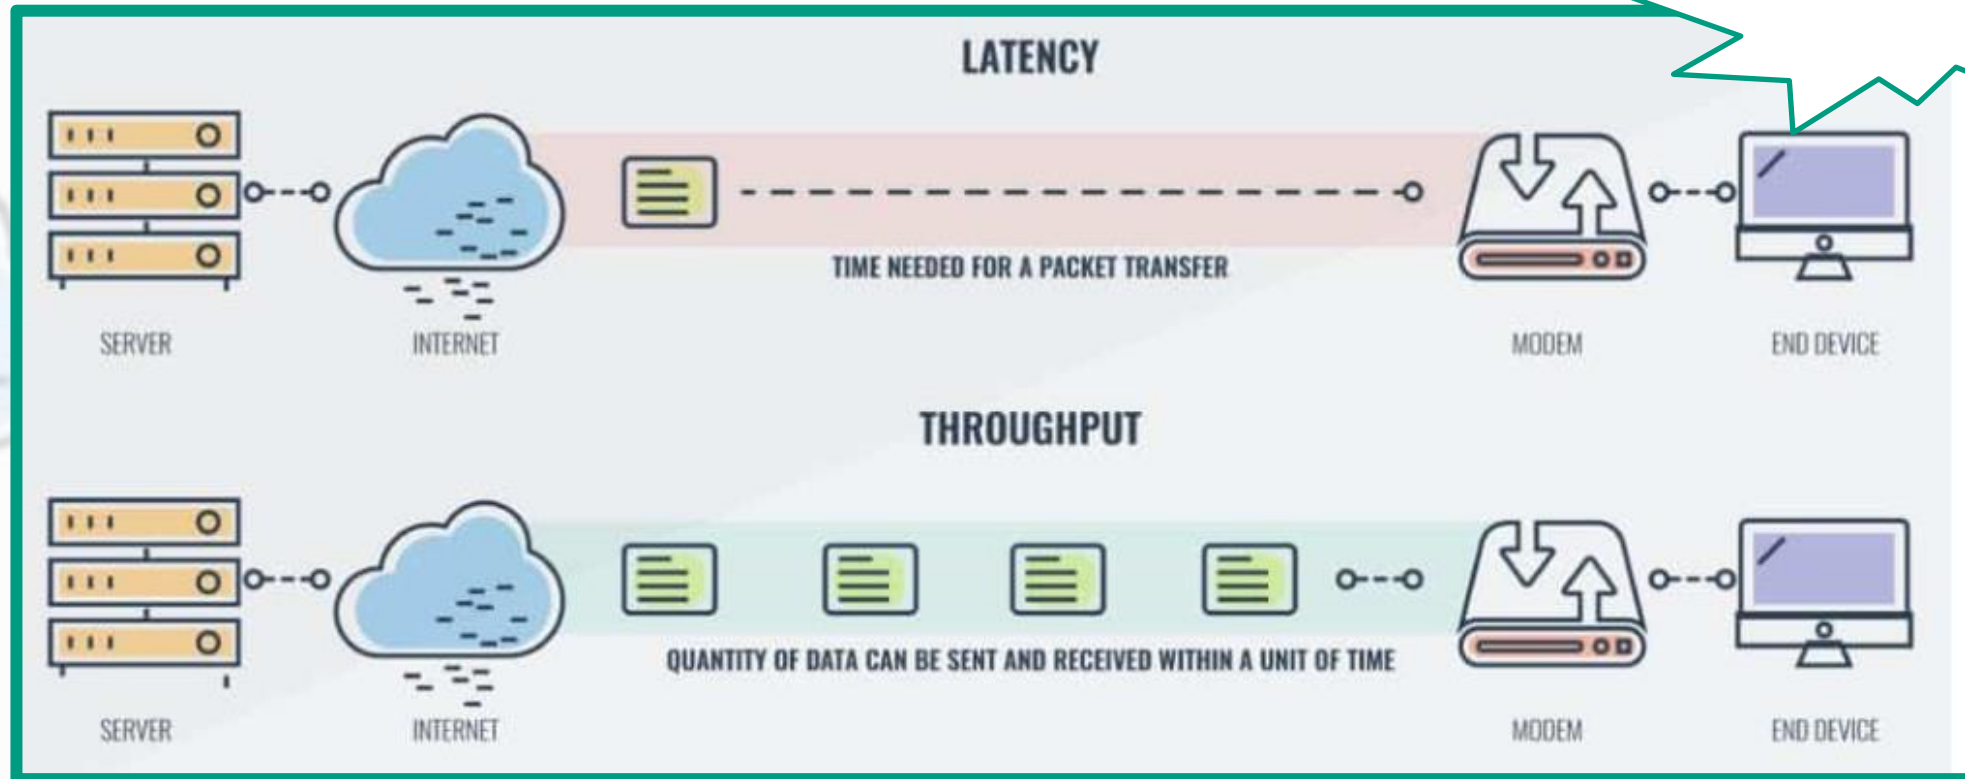 LATENCY
TIME NEEDED FOR A PACKET TRANSFER
SERVER INTERNET MODEM END DEVICE
THROUGHPUT
QUANTITY OF DATA CAN BE SENT AND RECEIVED WITHIN A UNIT OF TIME
SERVER INTERNET MODEM END DEVICE